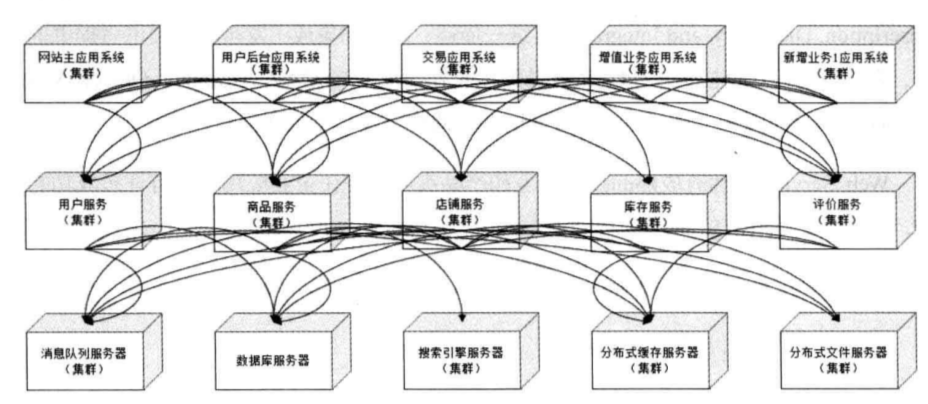 网站主应用系统
（集群）
用户后台应用系统
（集群）
交易应用系统
（集群）
增值业务应用系统
（集群）
新增业务1应用系统
（集群）
用户服务
（集群）
商品服务
（集群）
店铺服务
（集群）
库存服务
（集群）
评价服务
（集群）
消息队列服务器
（集群）
数据库服务器
搜索引擎服务器
（集群）
分布式缓存服务器
（集群）
分布式文件服务器
（集群）